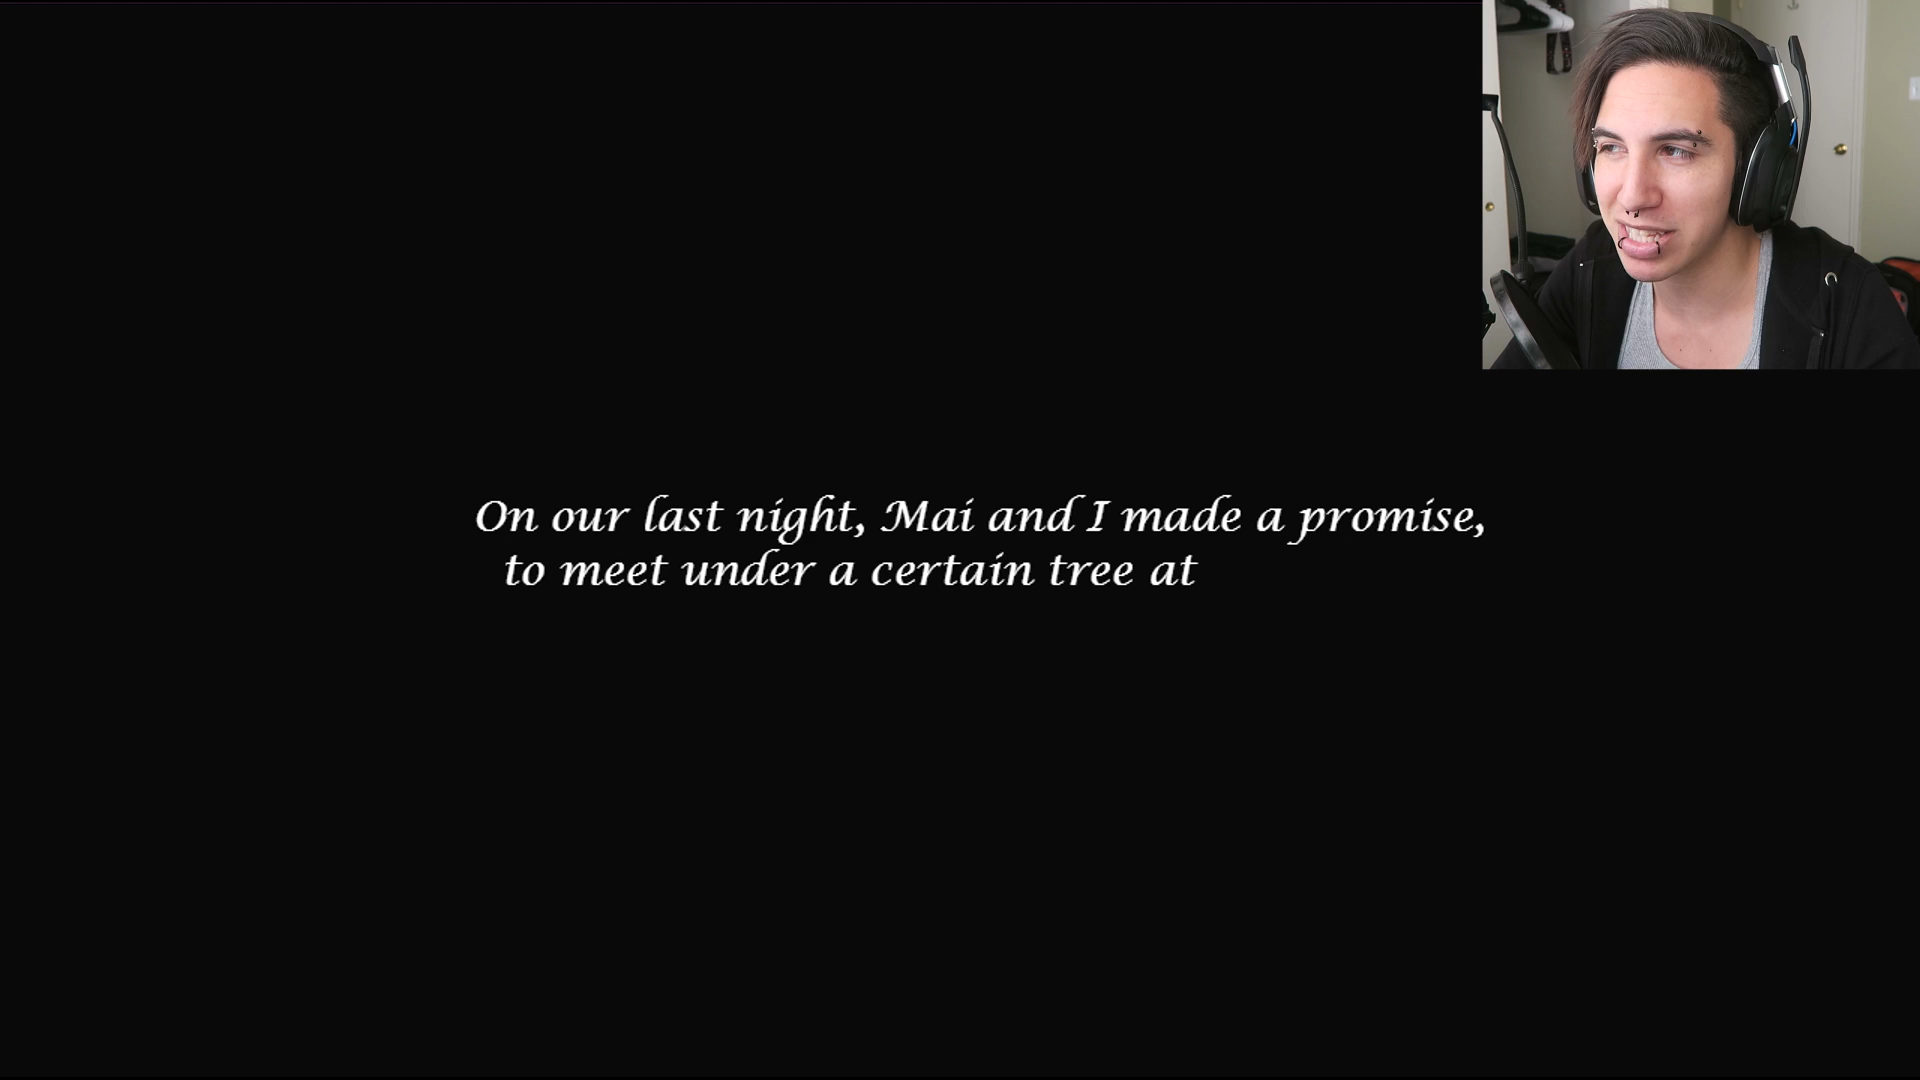 On our last night, Mai and I made a promise,
to meet under a certain tree at